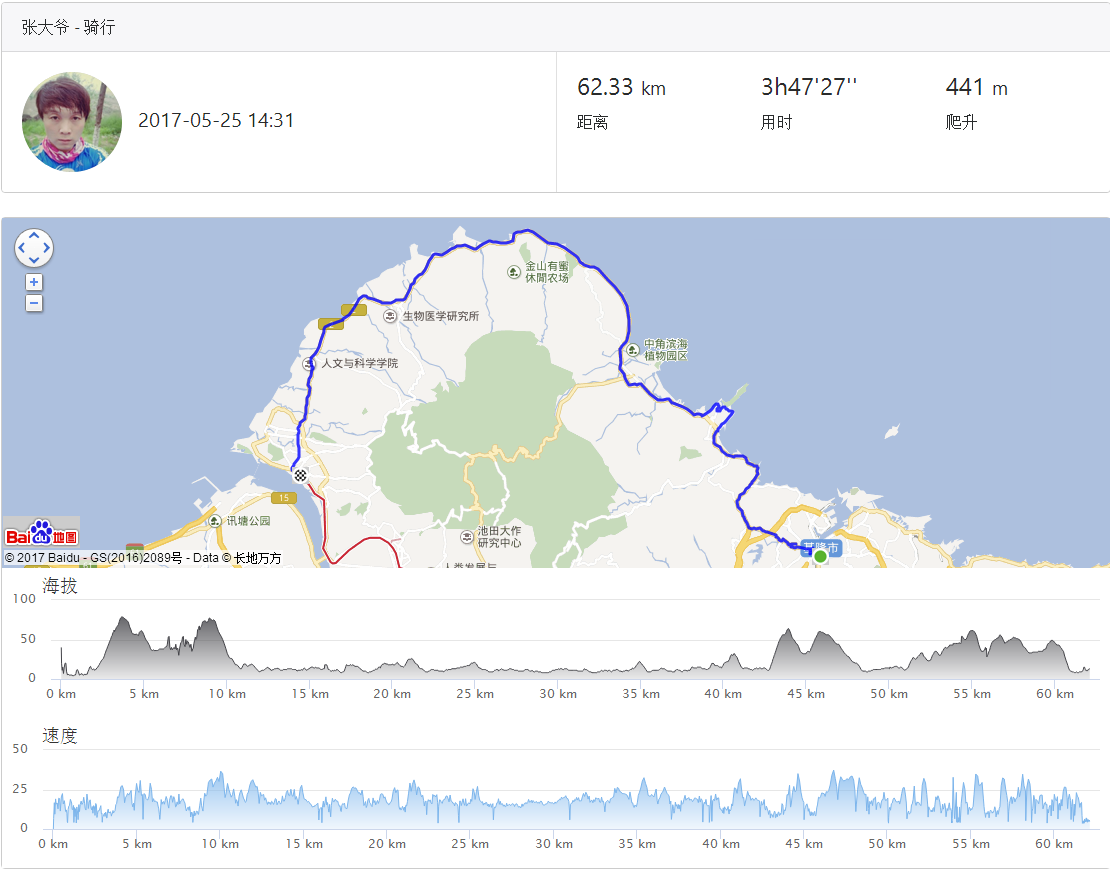 张大爷 - 骑行
2017-05-25 14:31
62.33 km
距离
3h47'27''
用时
441 m
爬升
金山有蜜
休閒农场
生物医学研究所
人文与科学学院
中角滨海
植物园区
15
讯塘公园
池田大作
研究中心
基隆市
Bai du 地图
© 2017 Baidu - GS(2016)2089号 - Data © 长地万方
海拔
100
50
0
0 km 5 km 10 km 15 km 20 km 25 km 30 km 35 km 40 km 45 km 50 km 55 km 60 km
速度
50
25
0
0 km 5 km 10 km 15 km 20 km 25 km 30 km 35 km 40 km 45 km 50 km 55 km 60 km